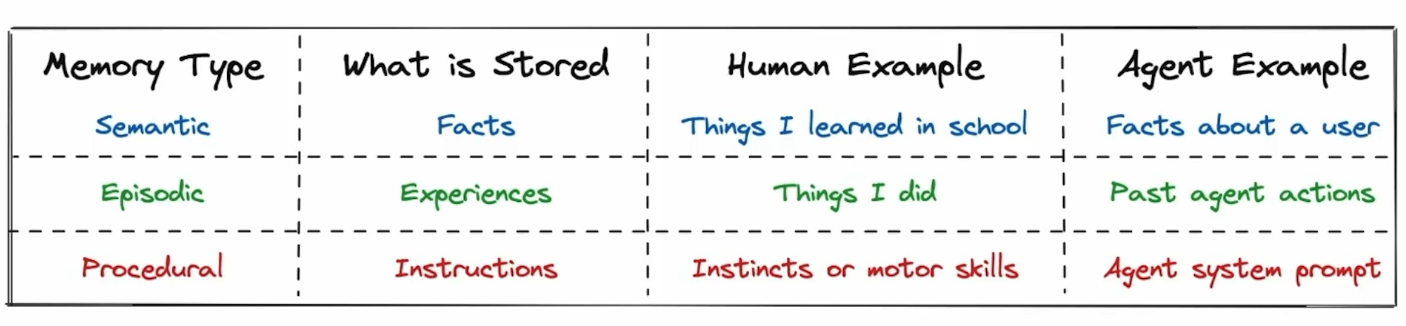 Memory Type What is Stored Human Example Agent Example
Semantic Facts Things I learned in school Facts about a user
Episodic Experiences Things I did Past agent actions
Procedural Instructions Instincts or motor skills Agent system prompt